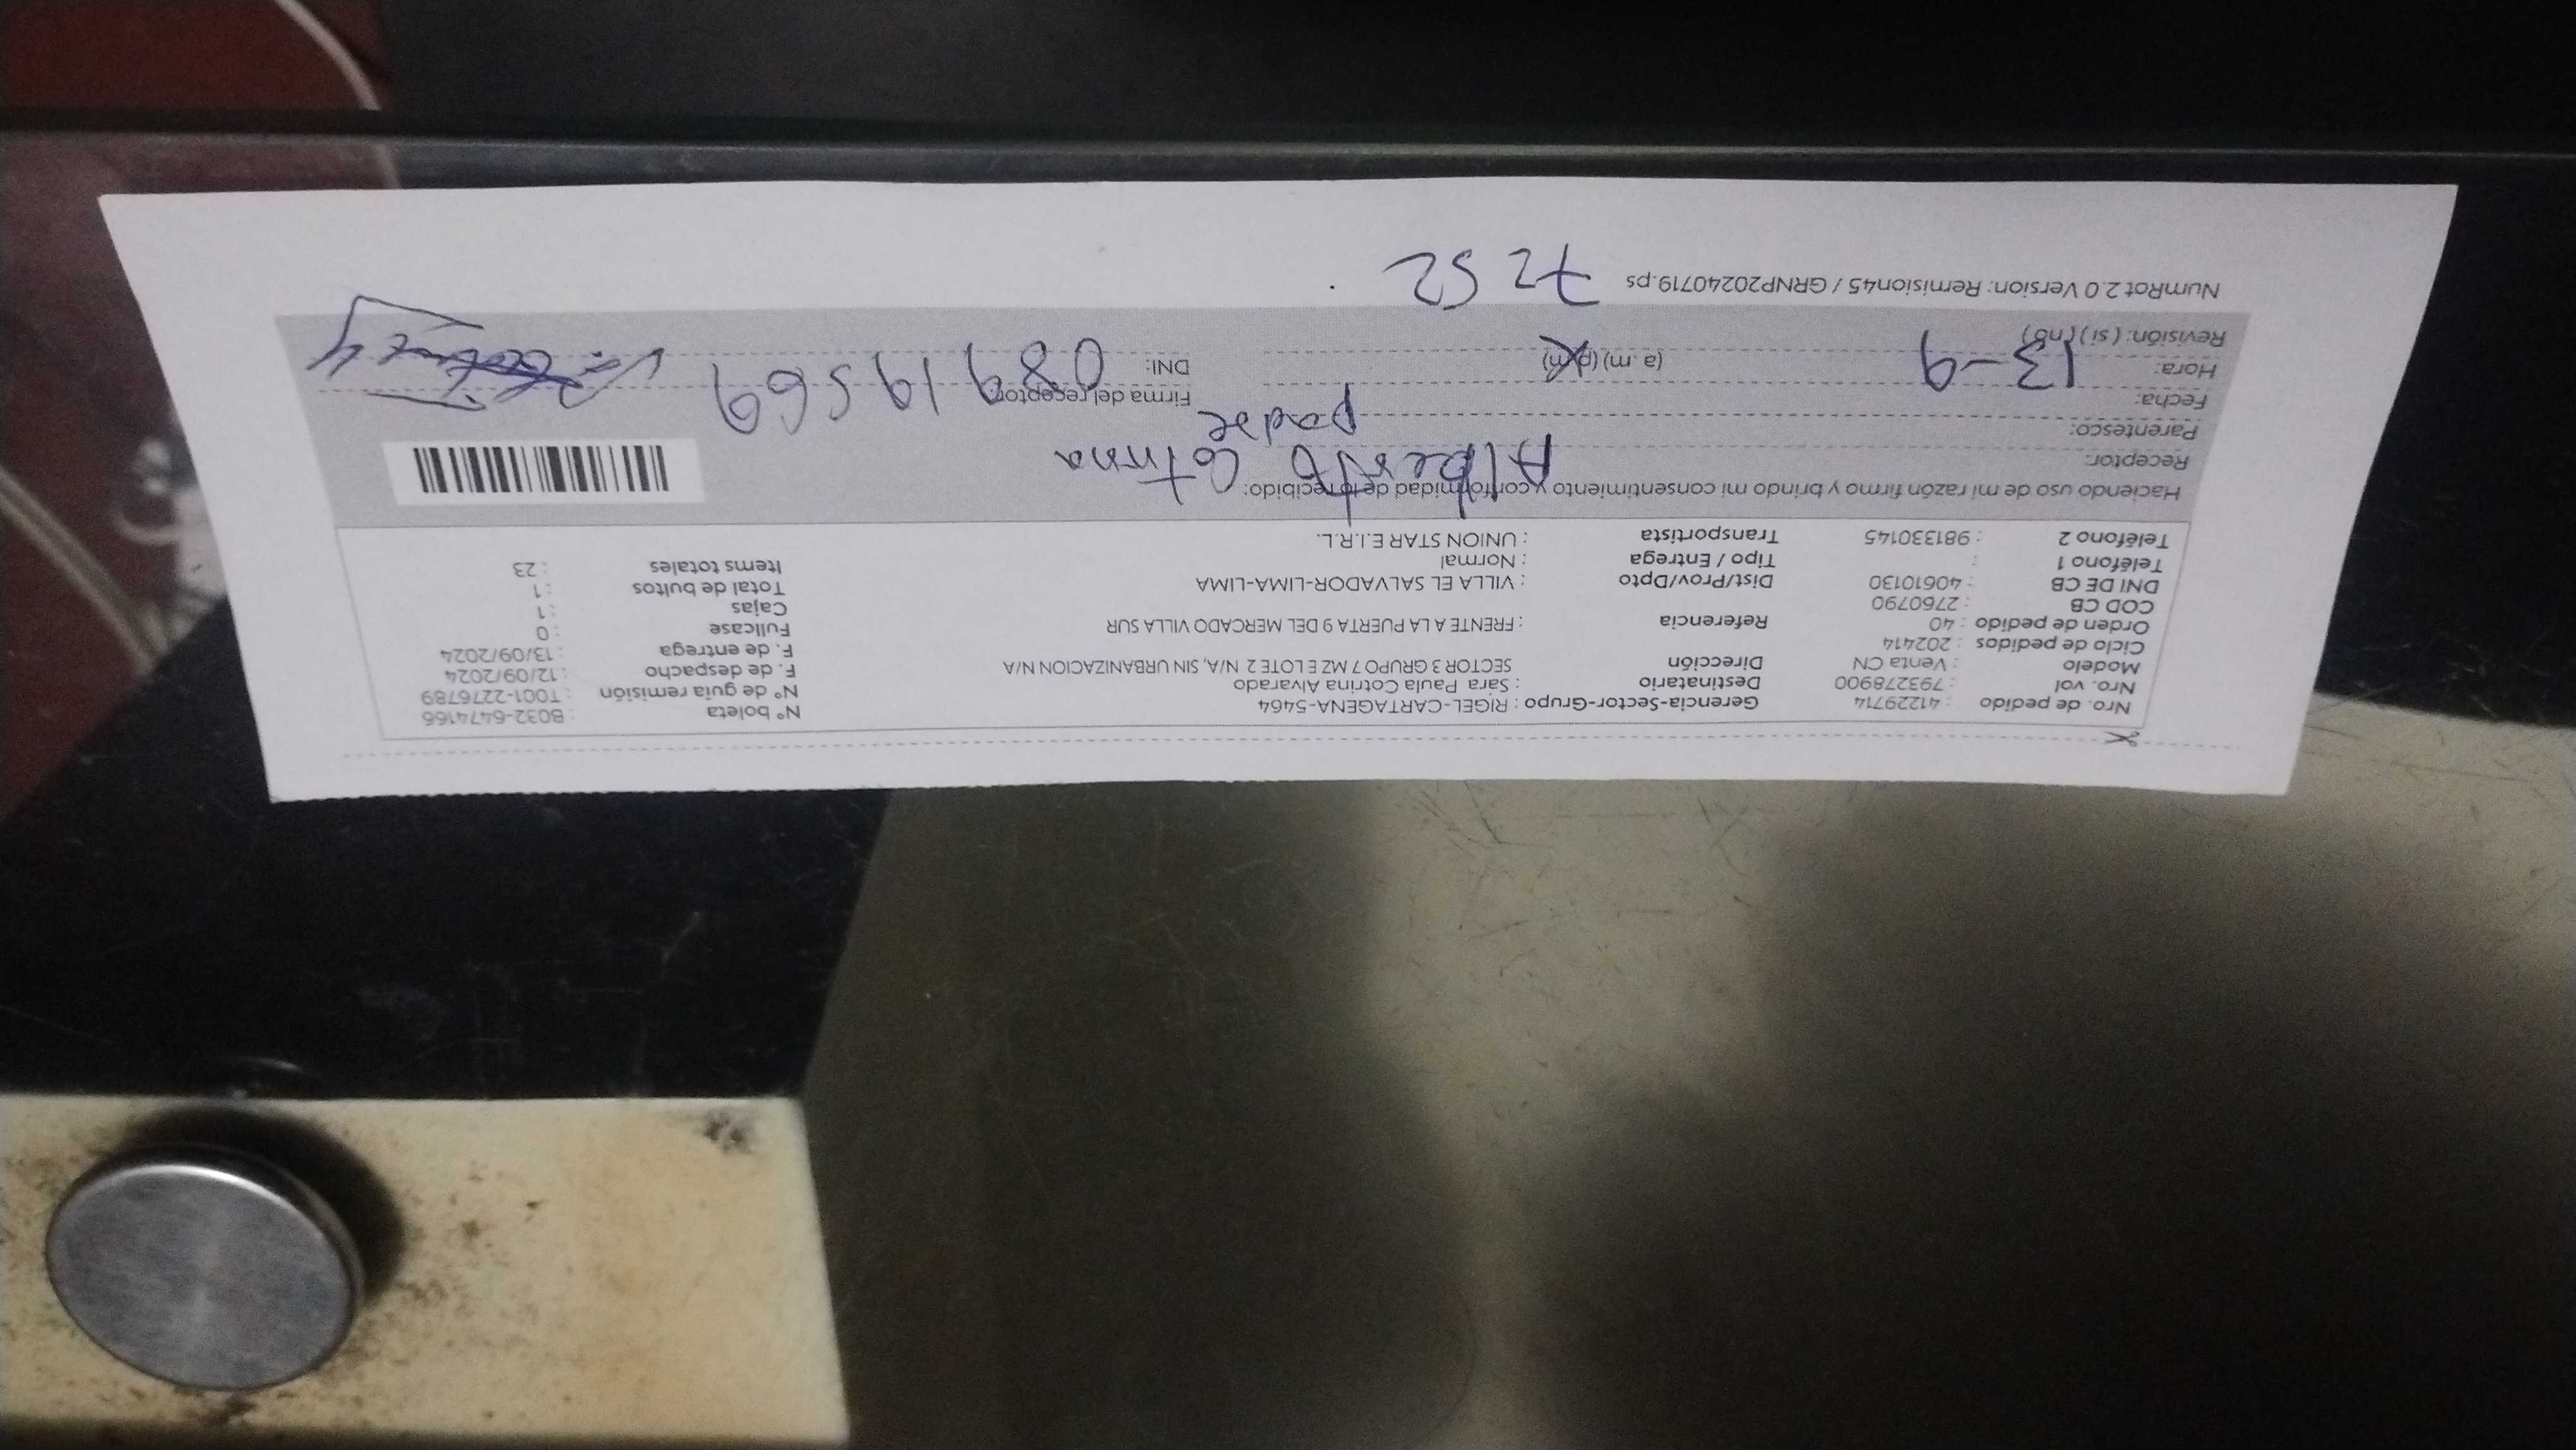 Nro. de pedido : 41229714 Gerencia-Sector-Grupo : RIGEL-CARTAGENA-5464 N° boleta : B032-6474166
Nro. vol : 793278900 Destinatario : Sara Paula Cotrina Alvarado N° de guia remisión : T001-2276789
Modelo : Venta CN Dirección SECTOR 3 GRUPO 7 MZ E LOTE 2 N/A, SIN URBANIZACION N/A F. de despacho : 12/09/2024
Ciclo de pedidos : 202414 F. de entrega : 13/09/2024
Orden de pedido : 40 Referencia : FRENTE A LA PUERTA 9 DEL MERCADO VILLA SUR Fullcase : 0
COD CB : 2760790 Cajas : 1
DNI DE CB : 40610130 Dist/Prov/Dpto : VILLA EL SALVADOR-LIMA-LIMA Total de bultos : 1
Teléfono 1 : Tipo / Entrega : Normal Items totales : 23
Teléfono 2 : 981330145 Transportista : UNION STAR E.I.R.L.
Haciendo uso de mi razón firmo y brindo mi consentimiento y conformidad de lo recibido:
Receptor: Alberto Cotrina
Parentesco: padre
Fecha: 13-9 Firma del receptor:
Hora: (a.m) (p.m) DNI: 08919569
Revisión: (si) (no)
NumRot 2.0 Version: Remision45 / GRNP20240719.ps 7252